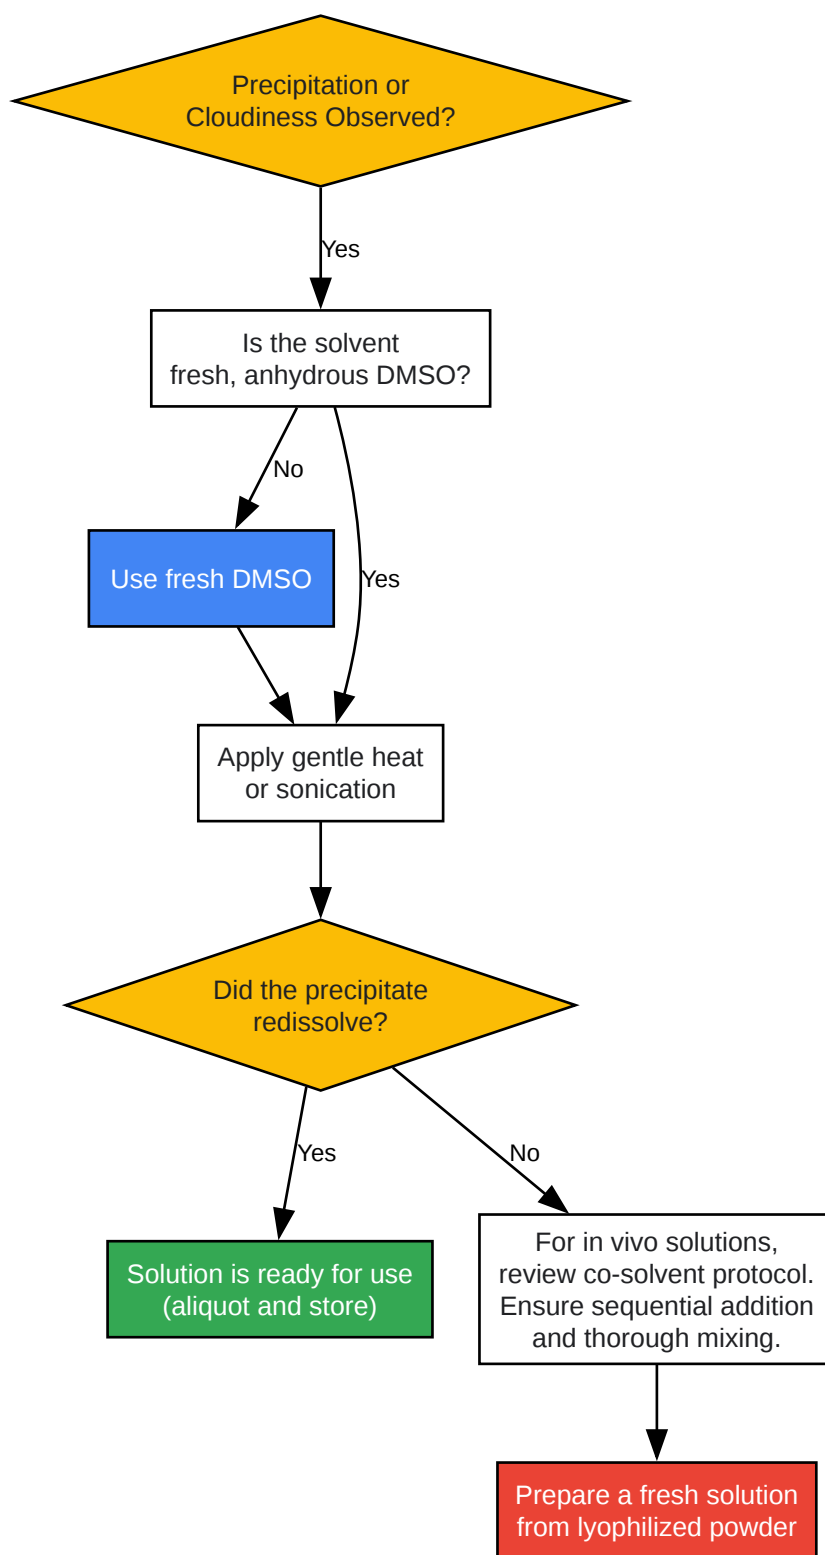 Precipitation or
Cloudiness Observed?
Yes
Is the solvent
fresh, anhydrous DMSO?
No
Use fresh DMSO
Yes
Apply gentle heat
or sonication
Did the precipitate
redissolve?
Yes
No
Solution is ready for use
(aliquot and store)
For in vivo solutions,
review co-solvent protocol.
Ensure sequential addition
and thorough mixing.
Prepare a fresh solution
from lyophilized powder